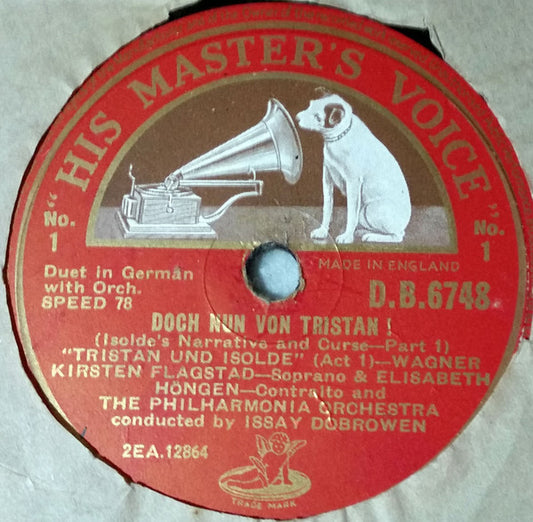 "HIS MASTER'S VOICE"
No.
1
No.
1
Duet in German
with Orch.
SPEED 78
MADE IN ENGLAND
D.B.6748
DOCH NUN VON TRISTAN !
(Isolde's Narrative and Curse—Part 1)
"TRISTAN UND ISOLDE" (Act 1)—WAGNER
KIRSTEN FLAGSTAD—Soprano & ELISABETH
HÖNGEN—Contralto and
THE PHILHARMONIA ORCHESTRA
conducted by ISSAY DOBROWEN
2EA.12864
TRADE MARK